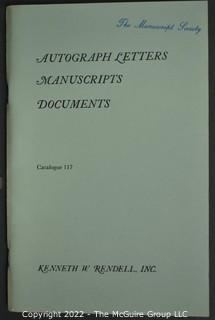 The Manuscript Society
AUTOGRAPH LETTERS
MANUSCRIPTS
DOCUMENTS
Catalogue 117
KENNETH W. RENDELL, INC.
Copyright © 2022 - The McGuire Group LLC